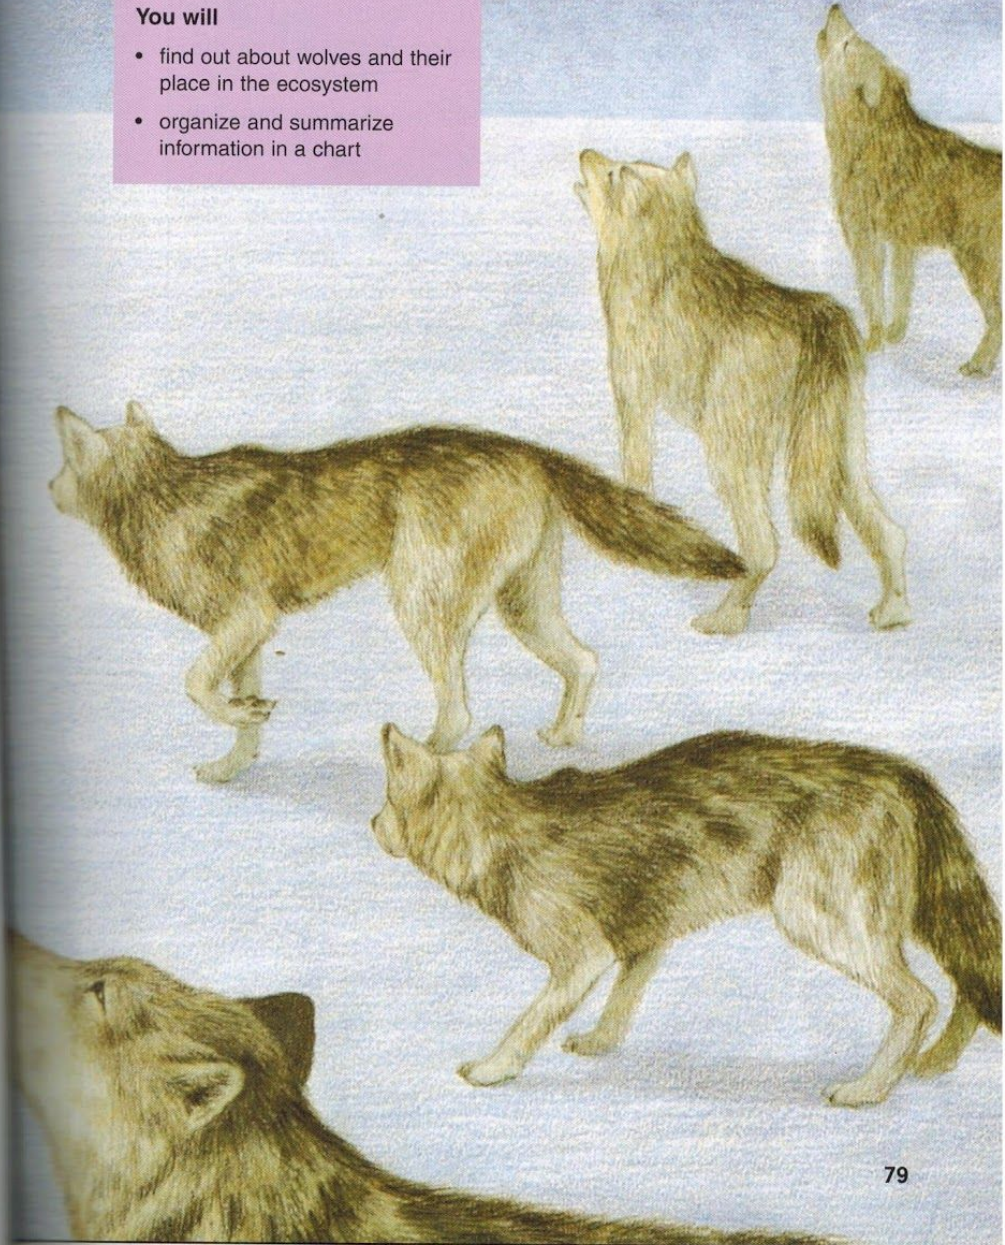 You will
• find out about wolves and their
place in the ecosystem
• organize and summarize
information in a chart
79